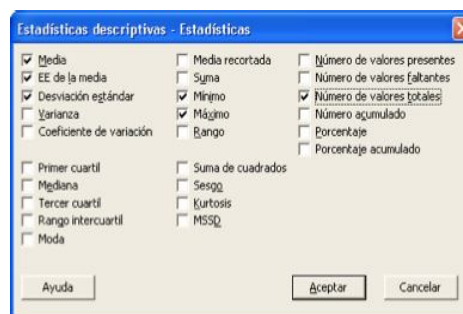 Estadísticas descriptivas - Estadísticas
Media
EE de la media
Desviación estándar
Varianza
Coeficiente de variación
Primer cuartil
Mediana
Tercer cuartil
Rango intercuartil
Moda
Media recortada
Suma
Mínimo
Máximo
Rango
Suma de cuadrados
Sesgo
Kurtosis
MSSD
Número de valores presentes
Número de valores faltantes
Número de valores totales
Número acumulado
Porcentaje
Porcentaje acumulado
Ayuda
Aceptar
Cancelar